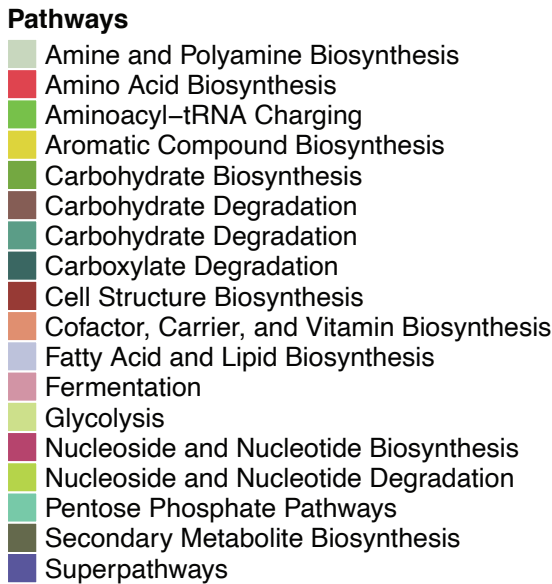 Pathways
Amine and Polyamine Biosynthesis
Amino Acid Biosynthesis
Aminoacyl−tRNA Charging
Aromatic Compound Biosynthesis
Carbohydrate Biosynthesis
Carbohydrate Degradation
Carbohydrate Degradation
Carboxylate Degradation
Cell Structure Biosynthesis
Cofactor, Carrier, and Vitamin Biosynthesis
Fatty Acid and Lipid Biosynthesis
Fermentation
Glycolysis
Nucleoside and Nucleotide Biosynthesis
Nucleoside and Nucleotide Degradation
Pentose Phosphate Pathways
Secondary Metabolite Biosynthesis
Superpathways